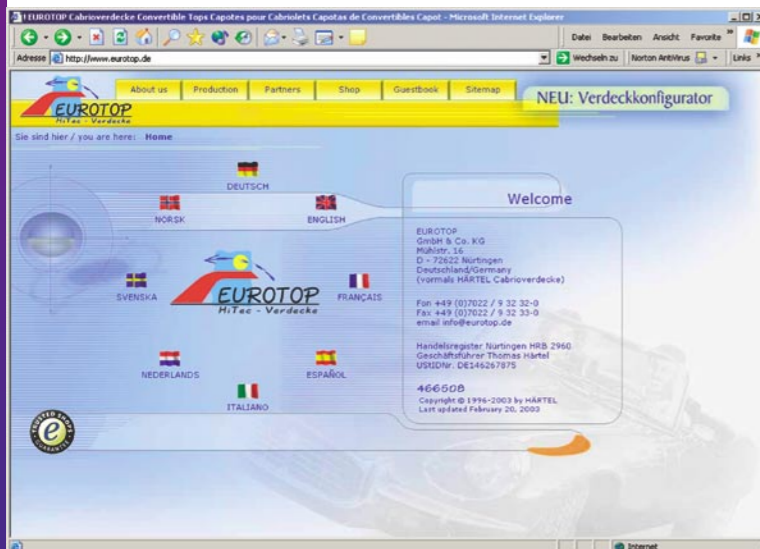 EUROTOP Cabrioverdecke Convertible Tops Capotes pour Cabriolets Capotas de Convertibles Capot - Microsoft Internet Explorer
Datei Bearbeiten Ansicht Favorite »
Adresse http://www.eurotop.de Wechseln zu Norton AntiVirus Links »
About us Production Partners Shop Guestbook Sitemap
NEU: Verdeckkonfigurator
EUROTOP
HiTec - Verdecke
Sie sind hier / you are here: Home
DEUTSCH
NORSK ENGLISH
SVENSKA FRANÇAIS
EUROTOP
HiTec - Verdecke
NEDERLANDS ESPAÑOL
ITALIANO
TRUSTED SHOPS
e
GUARANTEE
Welcome
EUROTOP
GmbH & Co. KG
Mühlstr. 16
D - 72622 Nürtingen
Deutschland/Germany
(vormals HÄRTEL Cabrioverdecke)
Fon +49 (0)7022 / 9 32 32-0
Fax +49 (0)7022 / 9 32 33-0
email info@eurotop.de
Handelsregister Nürtingen HRB 2960
Geschäftsführer Thomas Härtel
UStIDNr. DE146267875
466508
Copyright © 1996-2003 by HÄRTEL
Last updated February 20, 2003
Internet